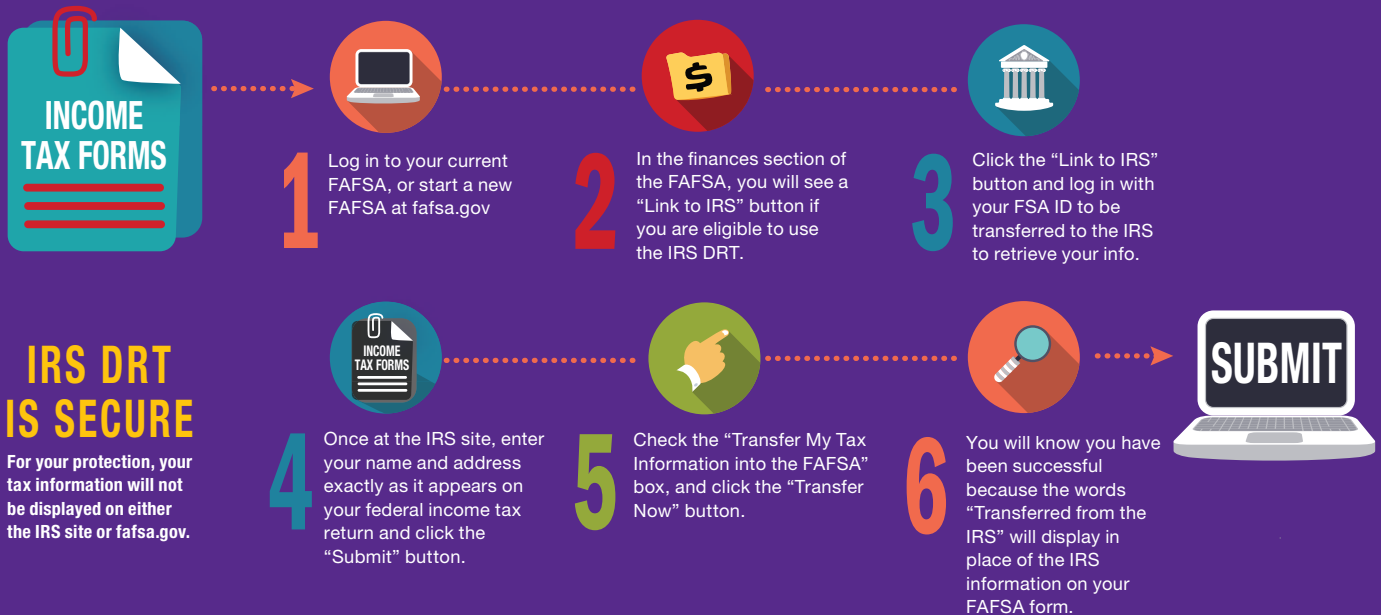 INCOME
TAX FORMS
1
Log in to your current
FAFSA, or start a new
FAFSA at fafsa.gov
$
2
In the finances section of
the FAFSA, you will see a
“Link to IRS” button if
you are eligible to use
the IRS DRT.
3
Click the “Link to IRS”
button and log in with
your FSA ID to be
transferred to the IRS
to retrieve your info.
IRS DRT
IS SECURE
For your protection, your
tax information will not
be displayed on either
the IRS site or fafsa.gov.
INCOME
TAX FORMS
4
Once at the IRS site, enter
your name and address
exactly as it appears on
your federal income tax
return and click the
“Submit” button.
5
Check the “Transfer My Tax
Information into the FAFSA”
box, and click the “Transfer
Now” button.
6
You will know you have
been successful
because the words
“Transferred from the
IRS” will display in
place of the IRS
information on your
FAFSA form.
SUBMIT